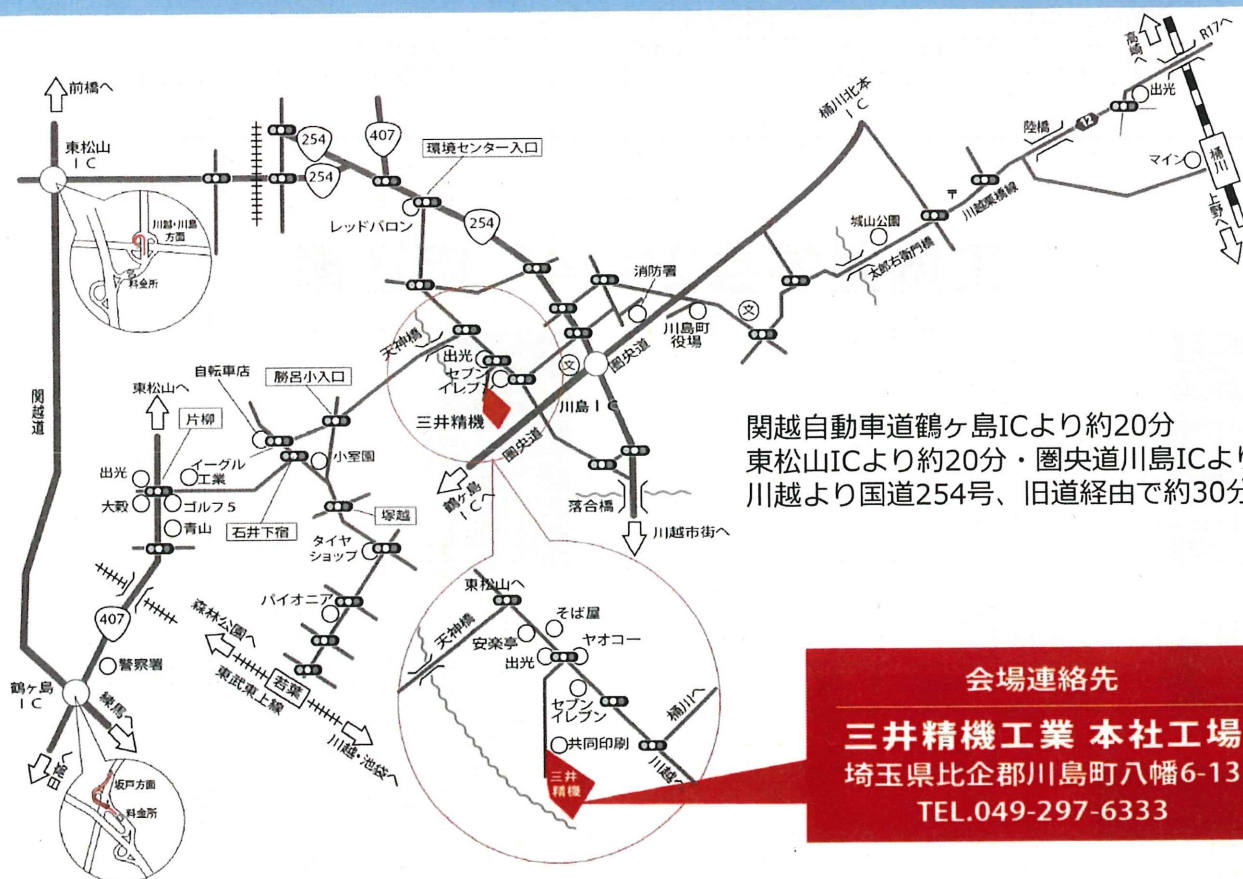 前橋へ
東松山
IC
川越・川島
方面
料金所
254
254
407
環境センター入口
レッドバロン
254
桶川北本
IC
高崎へ
R17へ
出光
12
陸橋
マイン
桶川
上野へ
〒
川越栗橋線
城山公園
太郎右衛門橋
消防署
文
川島町
役場
文
圏央道
川島IC
天神橋
出光
セブン
イレブン
三井精機
圏央道
鶴ヶ島
ICへ
落合橋
川越市街へ
関越道
東松山へ
片柳
自転車店
勝呂小入口
出光
イーグル
工業
大穀
ゴルフ5
青山
石井下宿
小室園
塚越
タイヤ
ショップ
パイオニア
407
警察署
鶴ヶ島
IC
練馬へ
日高へ
坂戸方面
料金所
森林公園へ
東武東上線
若葉
川越・池袋へ
東松山へ
天神橋
そば屋
安楽亭
ヤオコー
出光
セブン
イレブン
桶川へ
川越へ
共同印刷
三井
精機
関越自動車道鶴ヶ島ICより約20分
東松山ICより約20分・圏央道川島ICより
川越より国道254号、旧道経由で約30分
会場連絡先
三井精機工業 本社工場
埼玉県比企郡川島町八幡6-13
TEL.049-297-6333